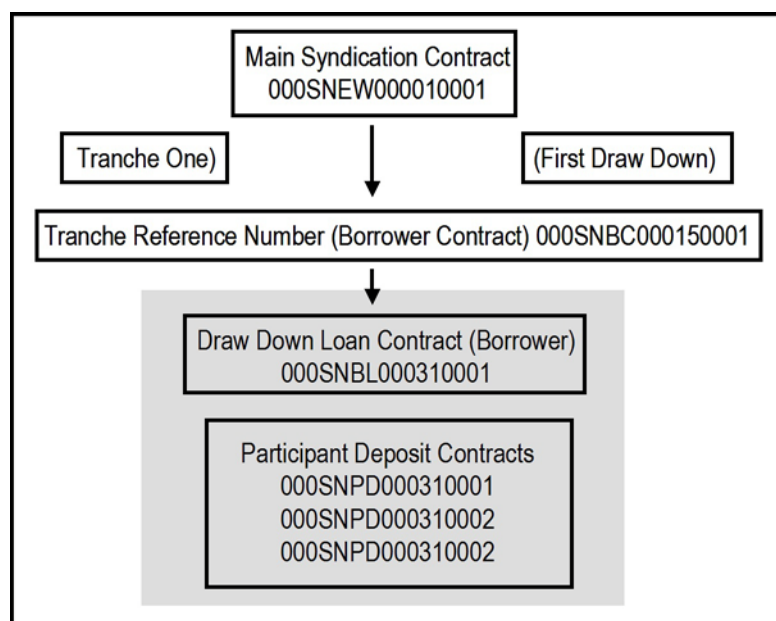 Main Syndication Contract
000SNEW000010001
Tranche One)
(First Draw Down)
Tranche Reference Number (Borrower Contract) 000SNBC000150001
Draw Down Loan Contract (Borrower)
000SNBL000310001
Participant Deposit Contracts
000SNPD000310001
000SNPD000310002
000SNPD000310002